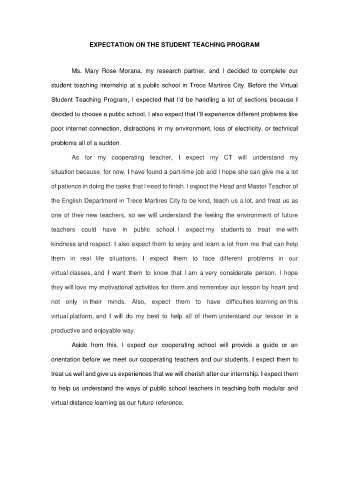 EXPECTATION ON THE STUDENT TEACHING PROGRAM
Ms. Mary Rose Morana, my research partner, and I decided to complete our
student teaching internship at a public school in Trece Martires City. Before the Virtual
Student Teaching Program, I expected that I'd be handling a lot of sections because I
decided to choose a public school. I also expect that I'll experience different problems like
poor internet connection, distractions in my environment, loss of electricity, or technical
problems all of a sudden.
As for my cooperating teacher, I expect my CT will understand my
situation because, for now, I have found a part-time job and I hope she can give me a lot
of patience in doing the tasks that I need to finish. I expect the Head and Master Teacher of
the English Department in Trece Martires City to be kind, teach us a lot, and treat us as
one of their new teachers, so we will understand the feeling the environment of future
teachers could have in public school. I expect my students to treat me with
kindness and respect. I also expect them to enjoy and learn a lot from me that can help
them in real life situations. I expect them to face different problems in our
virtual classes, and I want them to know that I am a very considerate person. I hope
they will love my motivational activities for them and remember our lesson by heart and
not only in their minds. Also, expect them to have difficulties learning on this
virtual platform, and I will do my best to help all of them understand our lesson in a
productive and enjoyable way.
Aside from this, I expect our cooperating school will provide a guide or an
orientation before we meet our cooperating teachers and our students. I expect them to
treat us well and give us experiences that we will cherish after our internship. I expect them
to help us understand the ways of public school teachers in teaching both modular and
virtual distance learning as our future reference.